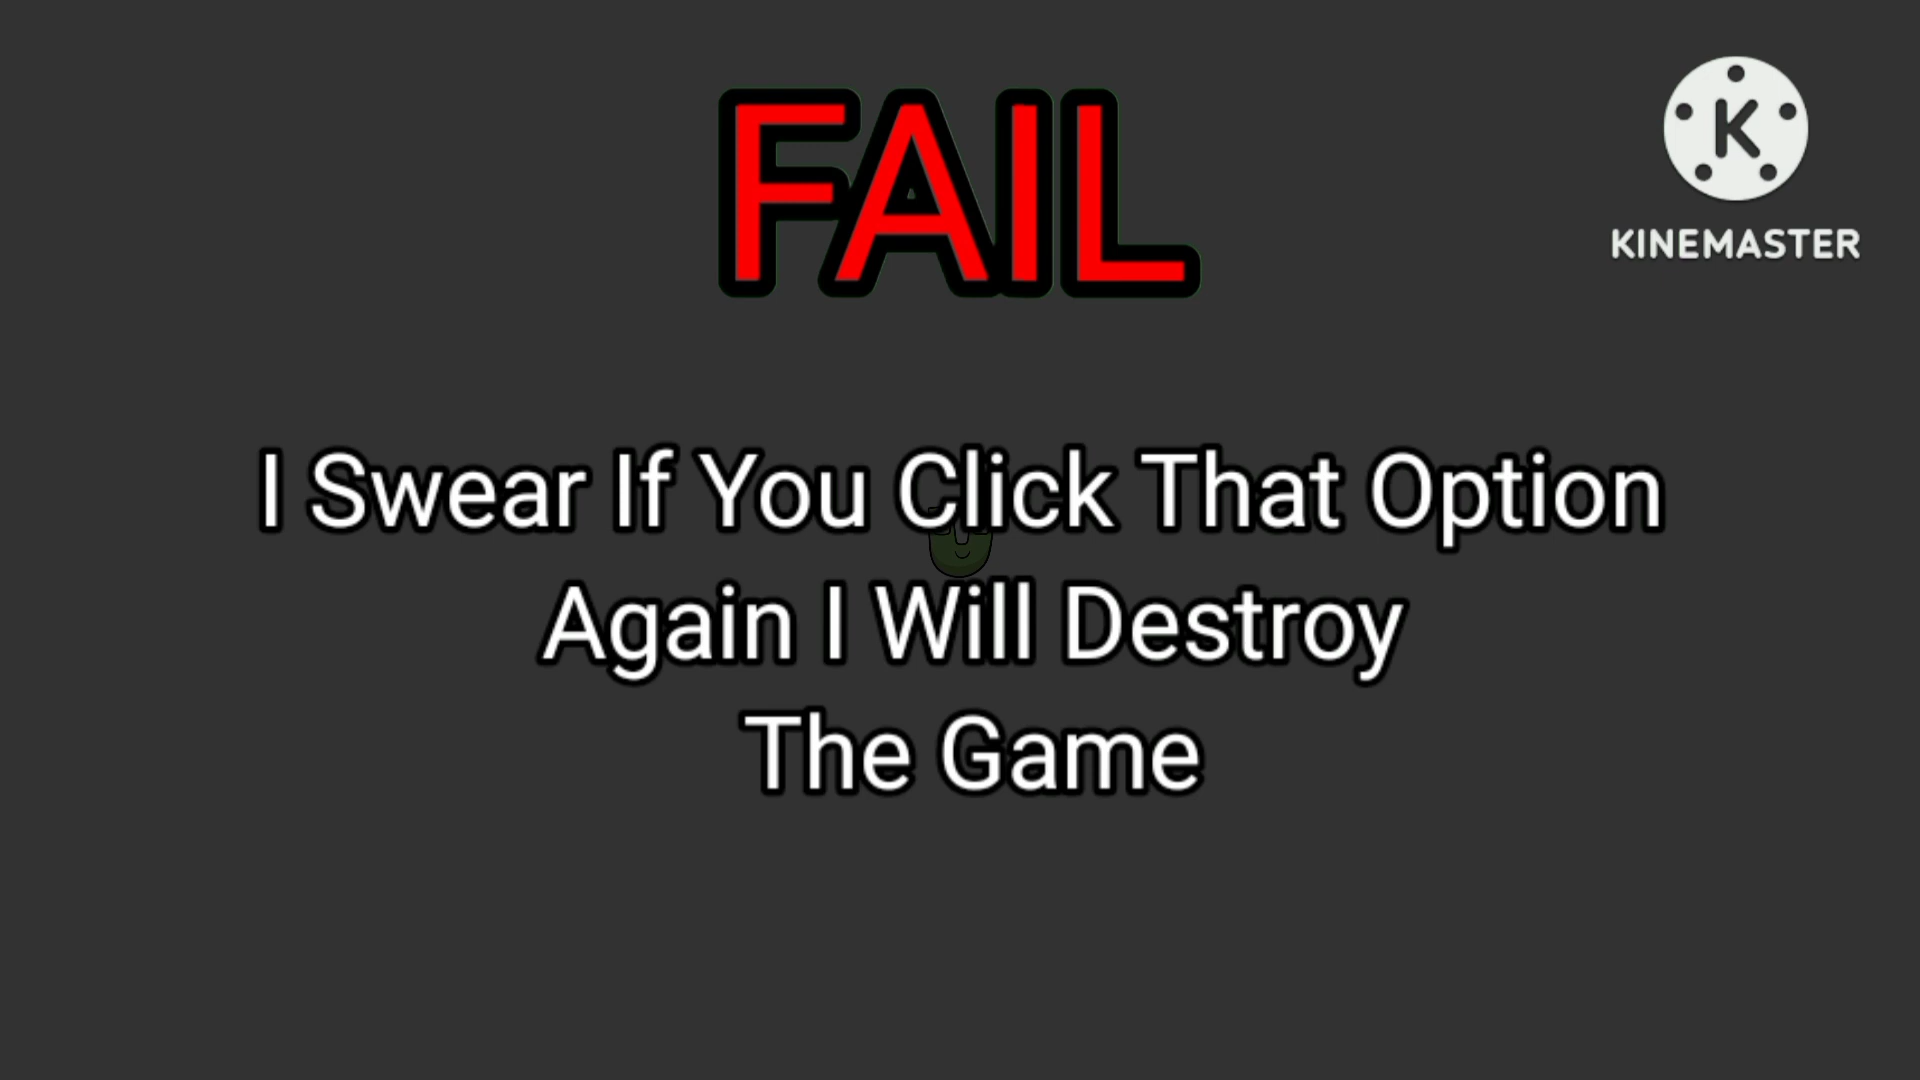 FAIL
K
KINEMASTER
I Swear If You Click That Option
Again I Will Destroy
The Game